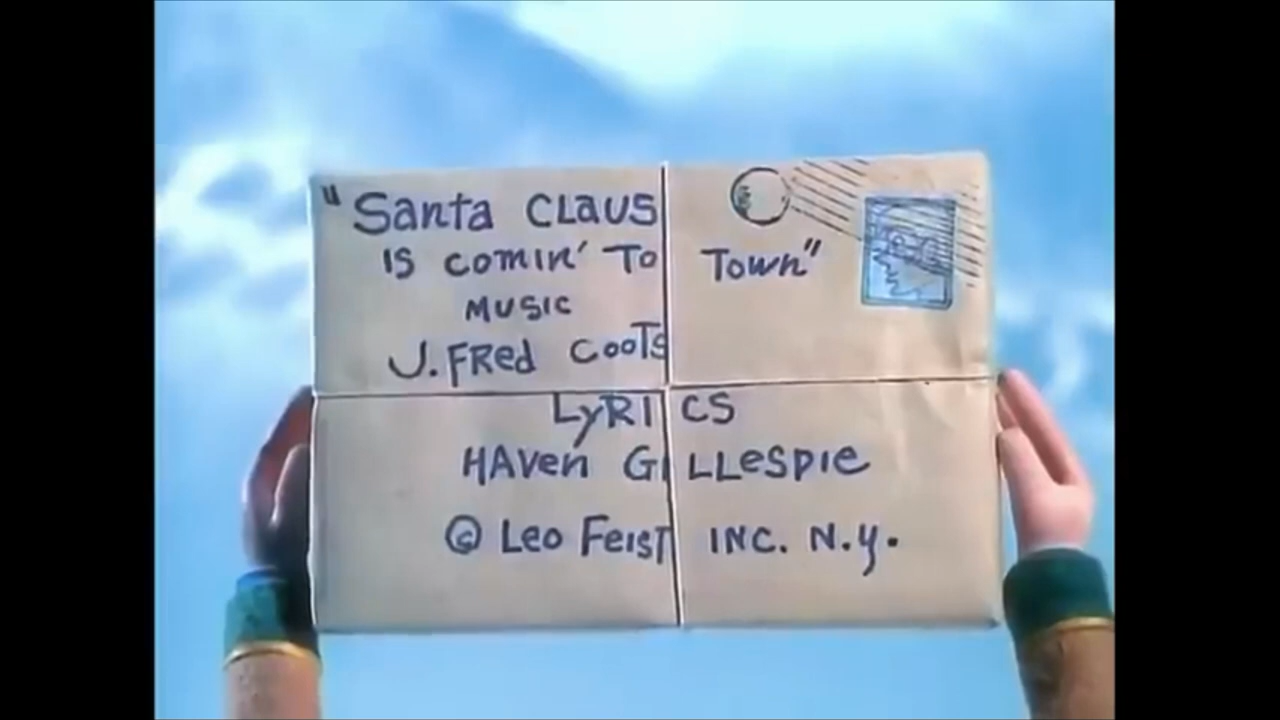 "Santa CLAUS
IS comin' To Town"
MUSIC
J. FRed CooTs
LyRICS
HAVen GILLespie
© Leo FeisT INC. N.y.